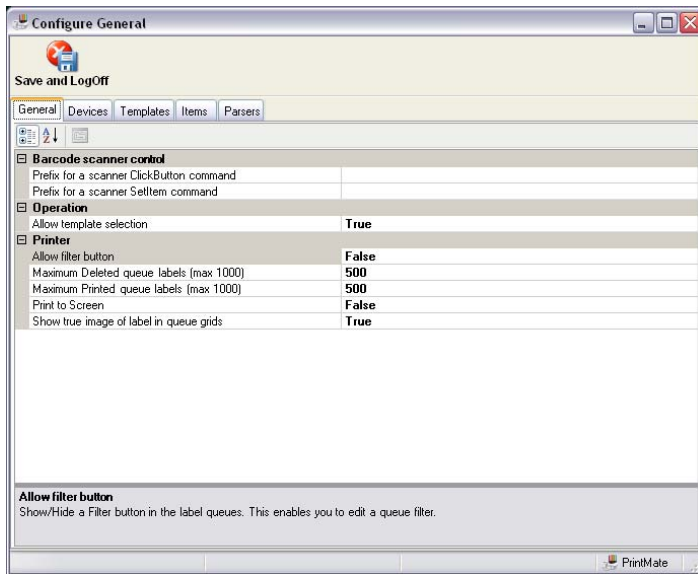 Configure General
Save and LogOff
General Devices Templates Items Parsers
Barcode scanner control
Prefix for a scanner ClickButton command
Prefix for a scanner SetItem command
Operation
Allow template selection True
Printer
Allow filter button False
Maximum Deleted queue labels (max 1000) 500
Maximum Printed queue labels (max 1000) 500
Print to Screen False
Show true image of label in queue grids True
Allow filter button
Show/Hide a Filter button in the label queues. This enables you to edit a queue filter.
PrintMate